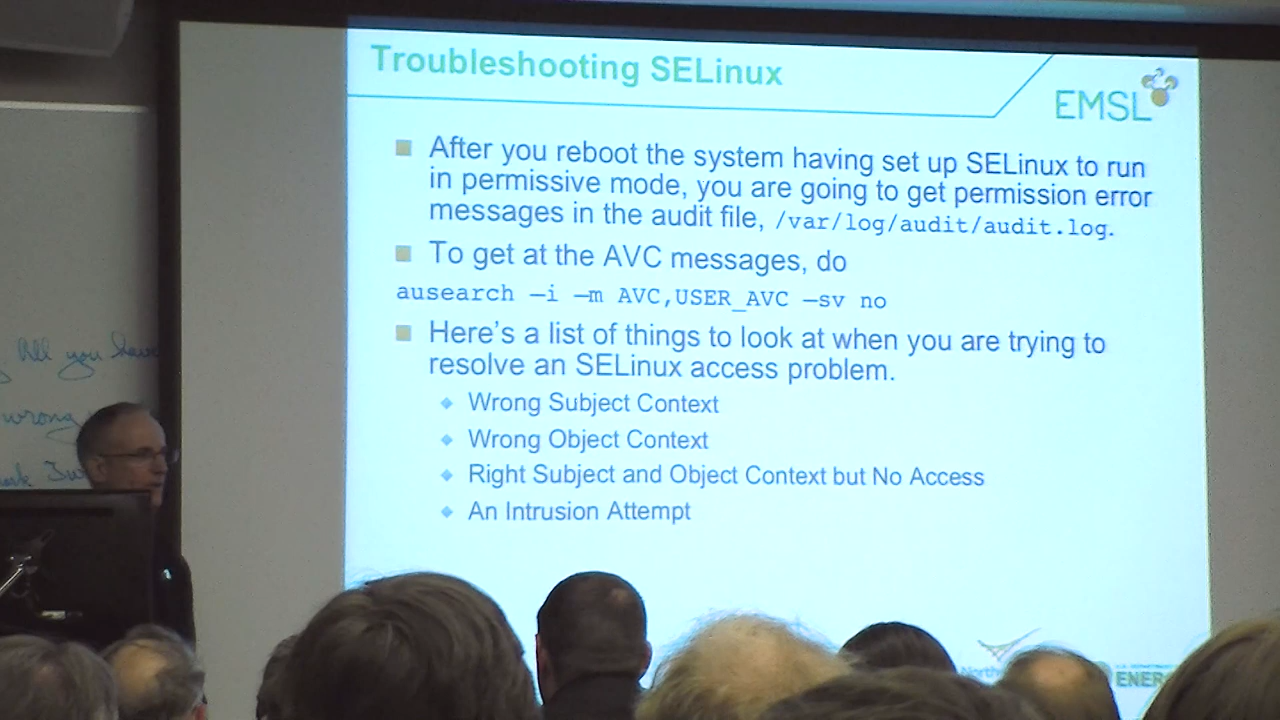 Troubleshooting SELinux
EMSL
After you reboot the system having set up SELinux to run
in permissive mode, you are going to get permission error
messages in the audit file, /var/log/audit/audit.log.
To get at the AVC messages, do
ausearch –i –m AVC,USER_AVC –sv no
Here's a list of things to look at when you are trying to
resolve an SELinux access problem.
Wrong Subject Context
Wrong Object Context
Right Subject and Object Context but No Access
An Intrusion Attempt
All you have
wrong